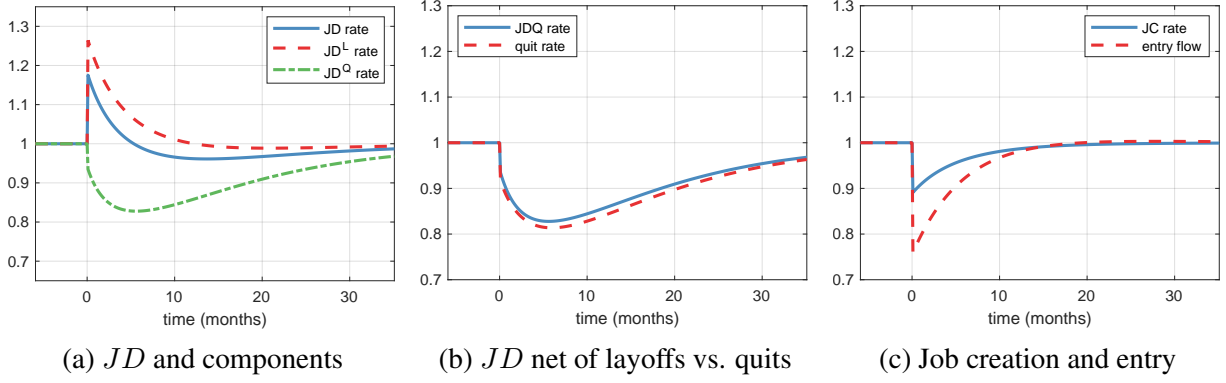 1.3
1.2
1.1
1
0.9
0.8
0.7
JD rate
JD^L rate
JD^Q rate
0 10 20 30
time (months)
(a) JD and components
1.3
1.2
1.1
1
0.9
0.8
0.7
JDQ rate
quit rate
0 10 20 30
time (months)
(b) JD net of layoffs vs. quits
1.3
1.2
1.1
1
0.9
0.8
0.7
JC rate
entry flow
0 10 20 30
time (months)
(c) Job creation and entry